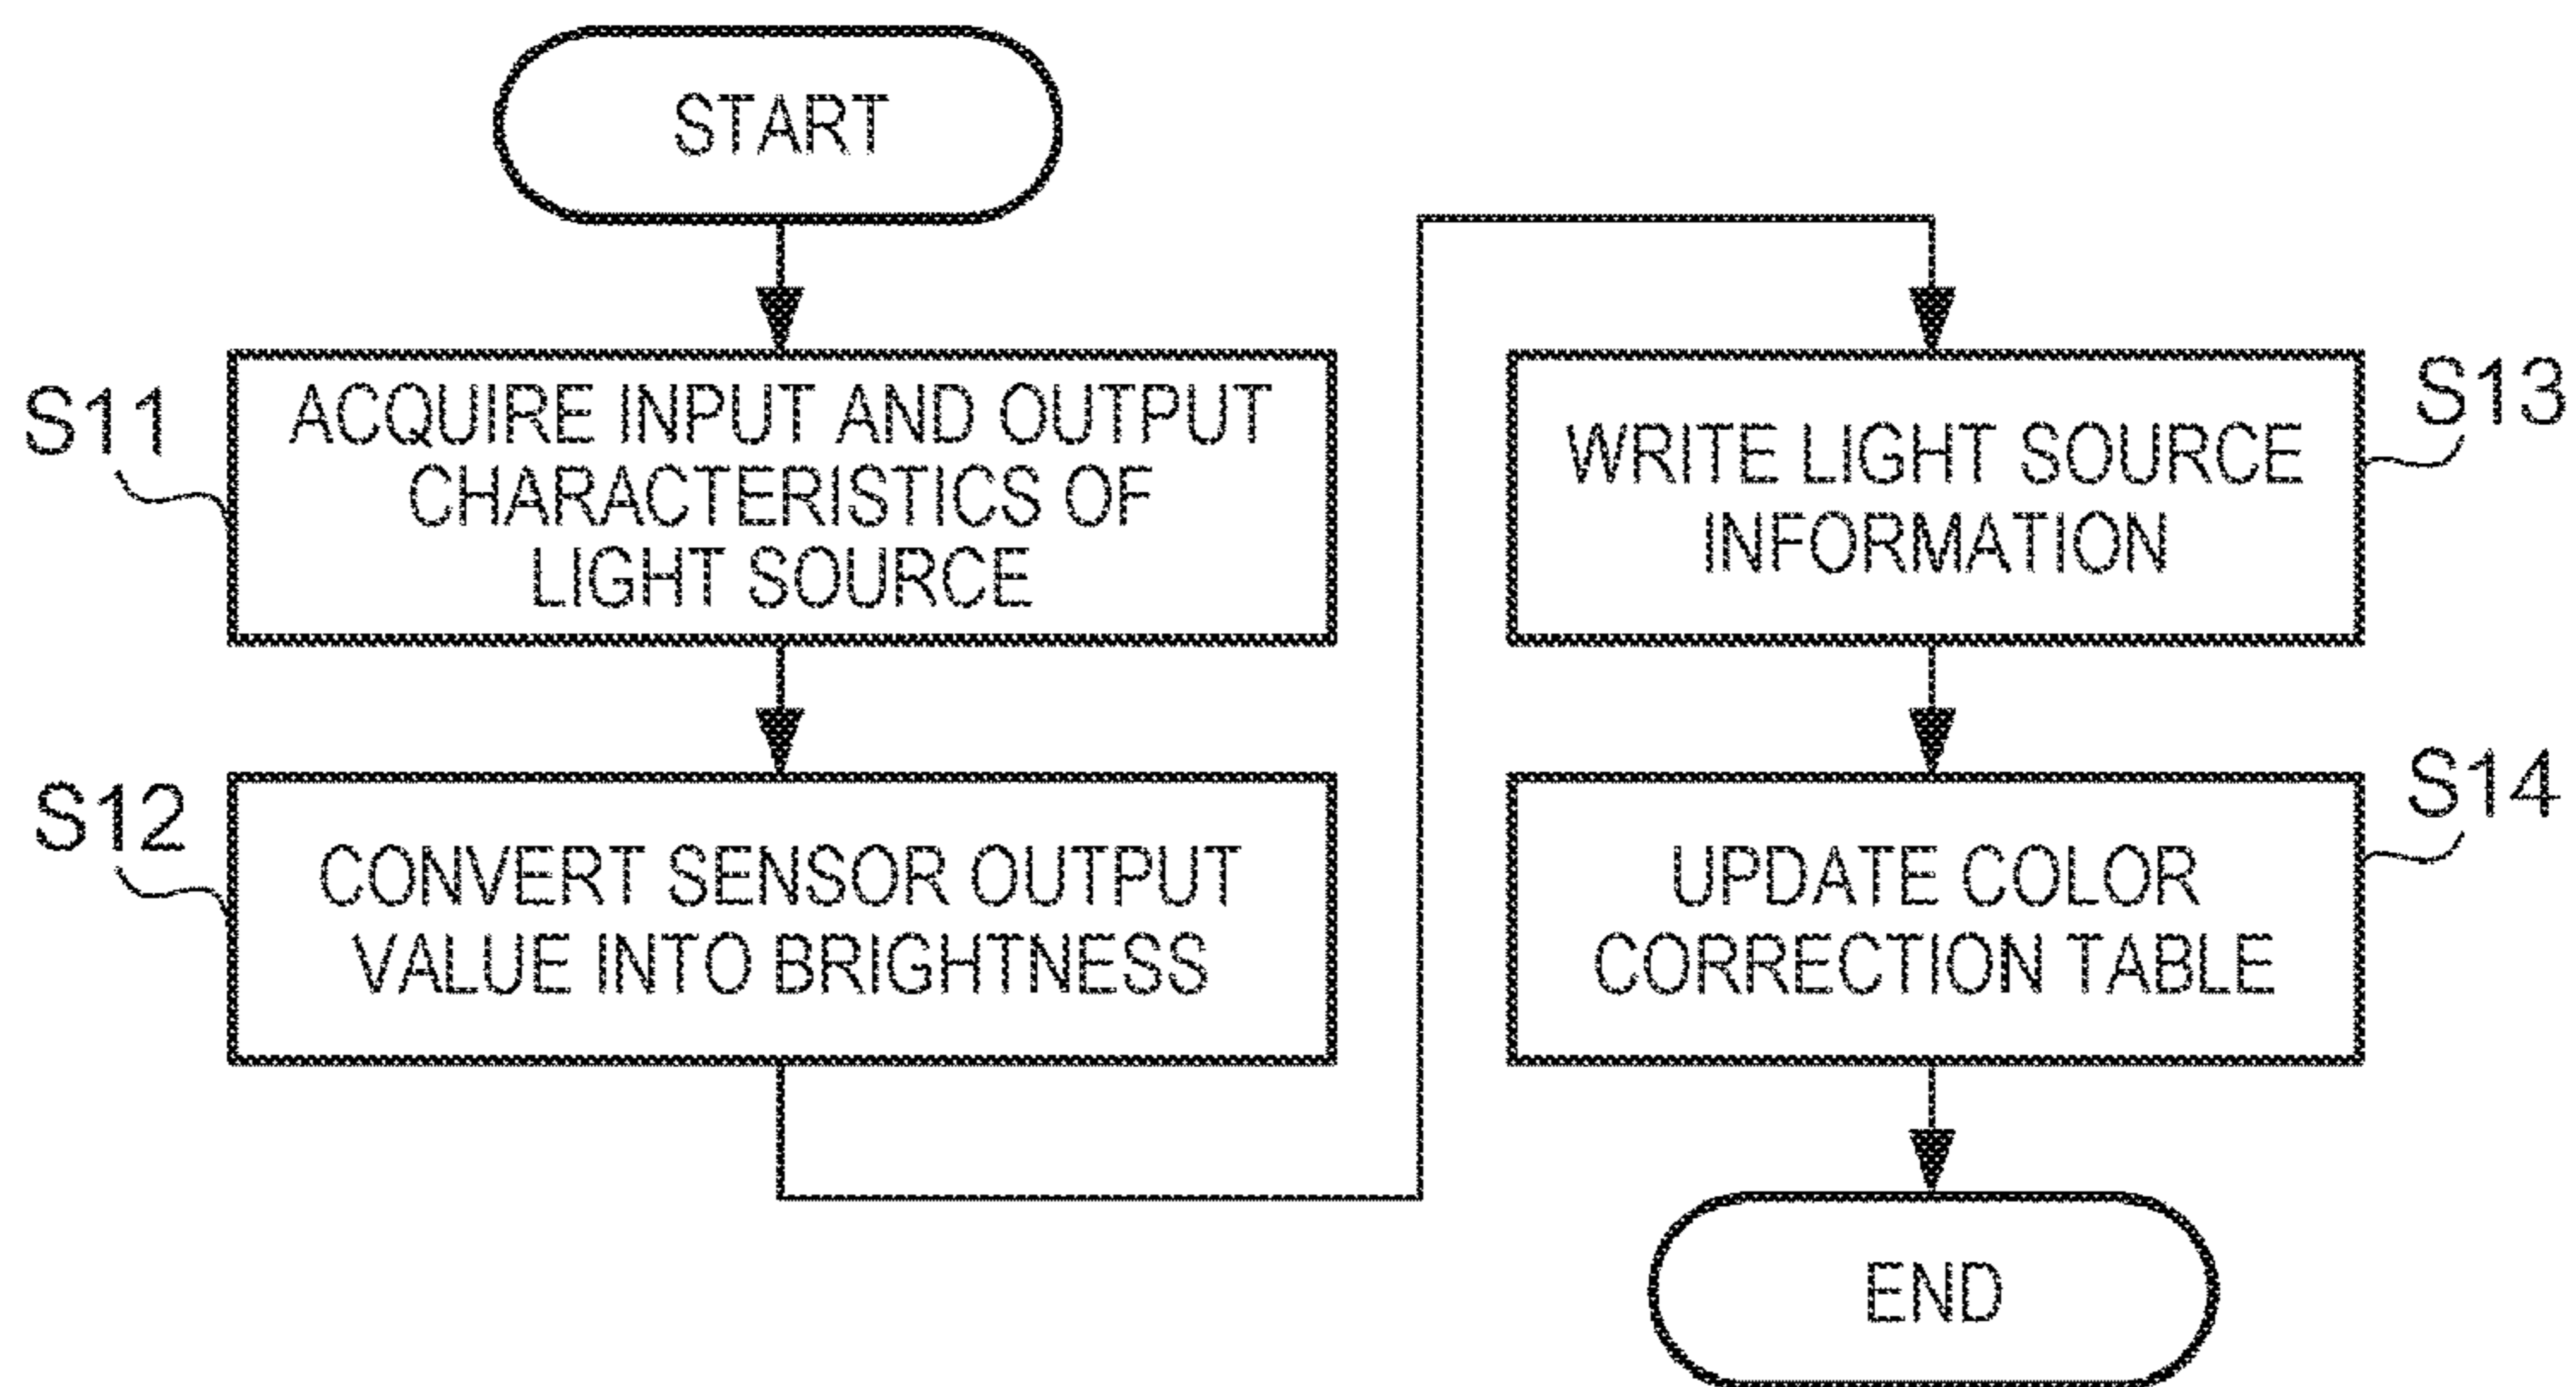 START
S11
ACQUIRE INPUT AND OUTPUT
CHARACTERISTICS OF
LIGHT SOURCE
S12
CONVERT SENSOR OUTPUT
VALUE INTO BRIGHTNESS
S13
WRITE LIGHT SOURCE
INFORMATION
S14
UPDATE COLOR
CORRECTION TABLE
END